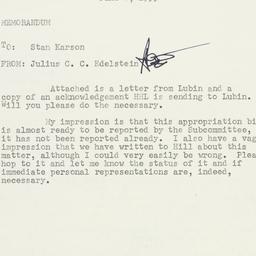 MEMORANDUM
TO: Stan Karson
FROM: Julius C. C. Edelstein
Attached is a letter from Lubin and a
copy of an acknowledgement HHL is sending to Lubin.
Will you please do the necessary.
My impression is that this appropriation bi
is almost ready to be reported by the Subcommittee,
it has not been reported already. I also have a vag
impression that we have written to Hill about this
matter, although I could very easily be wrong. Plea
hop to it and let me know the status of it and if
immediate personal representations are, indeed,
necessary.